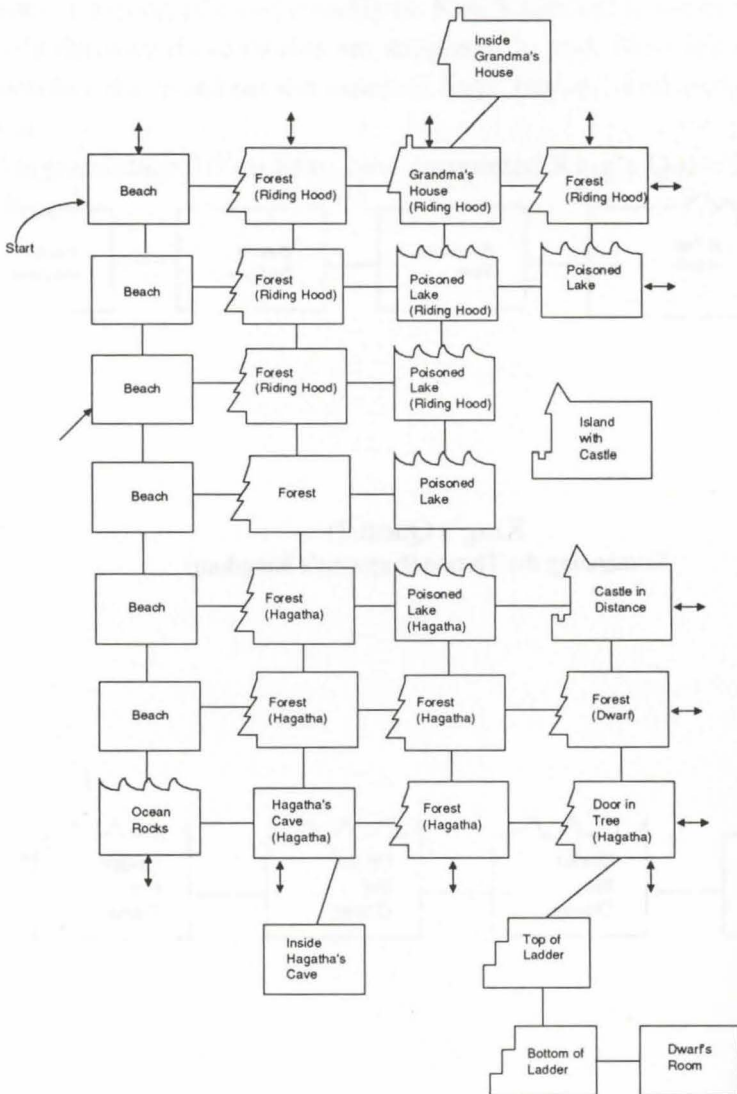 Inside
Grandma's
House
Beach
Forest
(Riding Hood)
Grandma's
House
(Riding Hood)
Forest
(Riding Hood)
Start
Beach
Forest
(Riding Hood)
Poisoned
Lake
(Riding Hood)
Poisoned
Lake
Beach
Forest
(Riding Hood)
Poisoned
Lake
(Riding Hood)
Island
with
Castle
Beach
Forest
Poisoned
Lake
Beach
Forest
(Hagatha)
Poisoned
Lake
(Hagatha)
Castle in
Distance
Beach
Forest
(Hagatha)
Forest
(Hagatha)
Forest
(Dwarf)
Ocean
Rocks
Hagatha's
Cave
(Hagatha)
Forest
(Hagatha)
Door in
Tree
(Hagatha)
Inside
Hagatha's
Cave
Top of
Ladder
Bottom of
Ladder
Dwarf's
Room